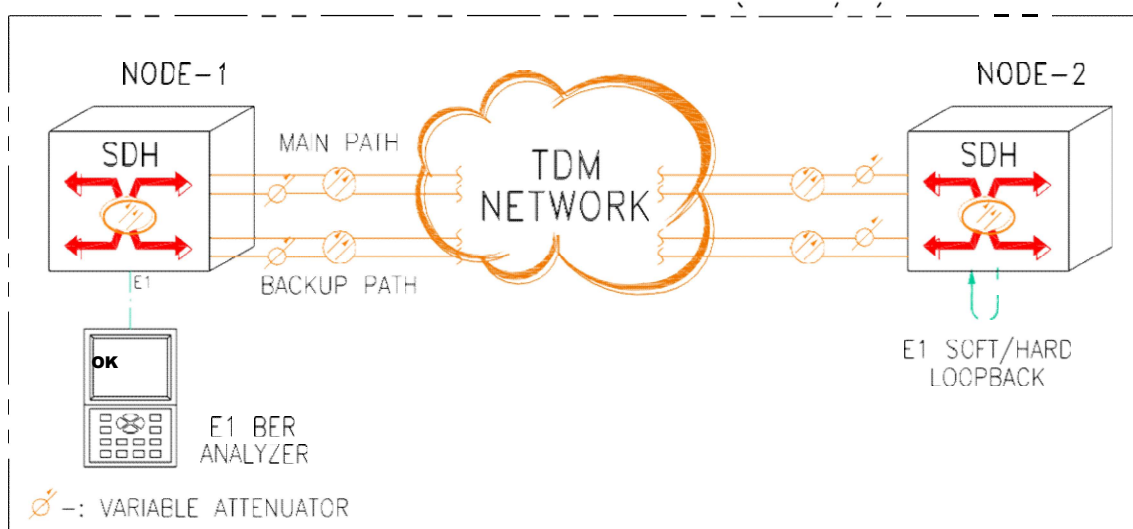 NODE-1
NODE-2
SDH
MAIN PATH
TDM
NETWORK
SDH
BACKUP PATH
E1
OK
E1 SOFT/HARD
LOOPBACK
E1 BER
ANALYZER
-: VARIABLE ATTENUATOR